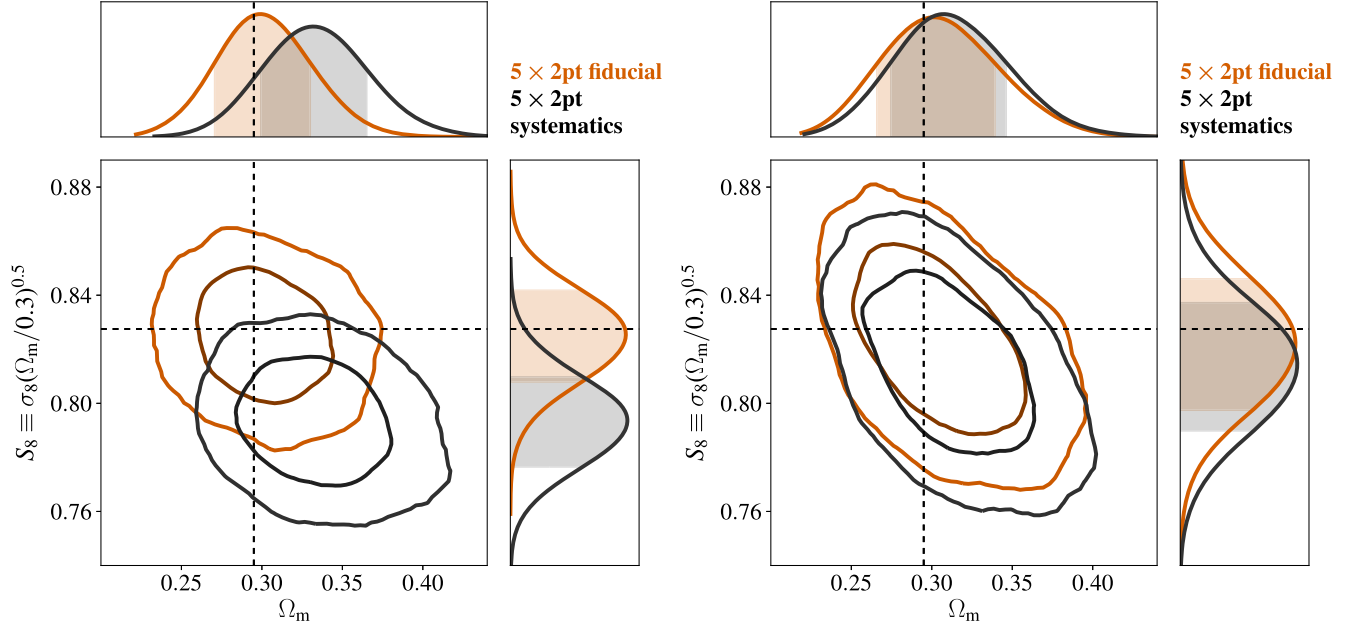 5 × 2pt fiducial
5 × 2pt
systematics
0.88
0.84
0.80
0.76
S₈ ≡ σ₈(Ωₘ/0.3)⁰·⁵
0.25
0.30
0.35
0.40
Ωₘ
5 × 2pt fiducial
5 × 2pt
systematics
0.88
0.84
0.80
0.76
S₈ ≡ σ₈(Ωₘ/0.3)⁰·⁵
0.25
0.30
0.35
0.40
Ωₘ